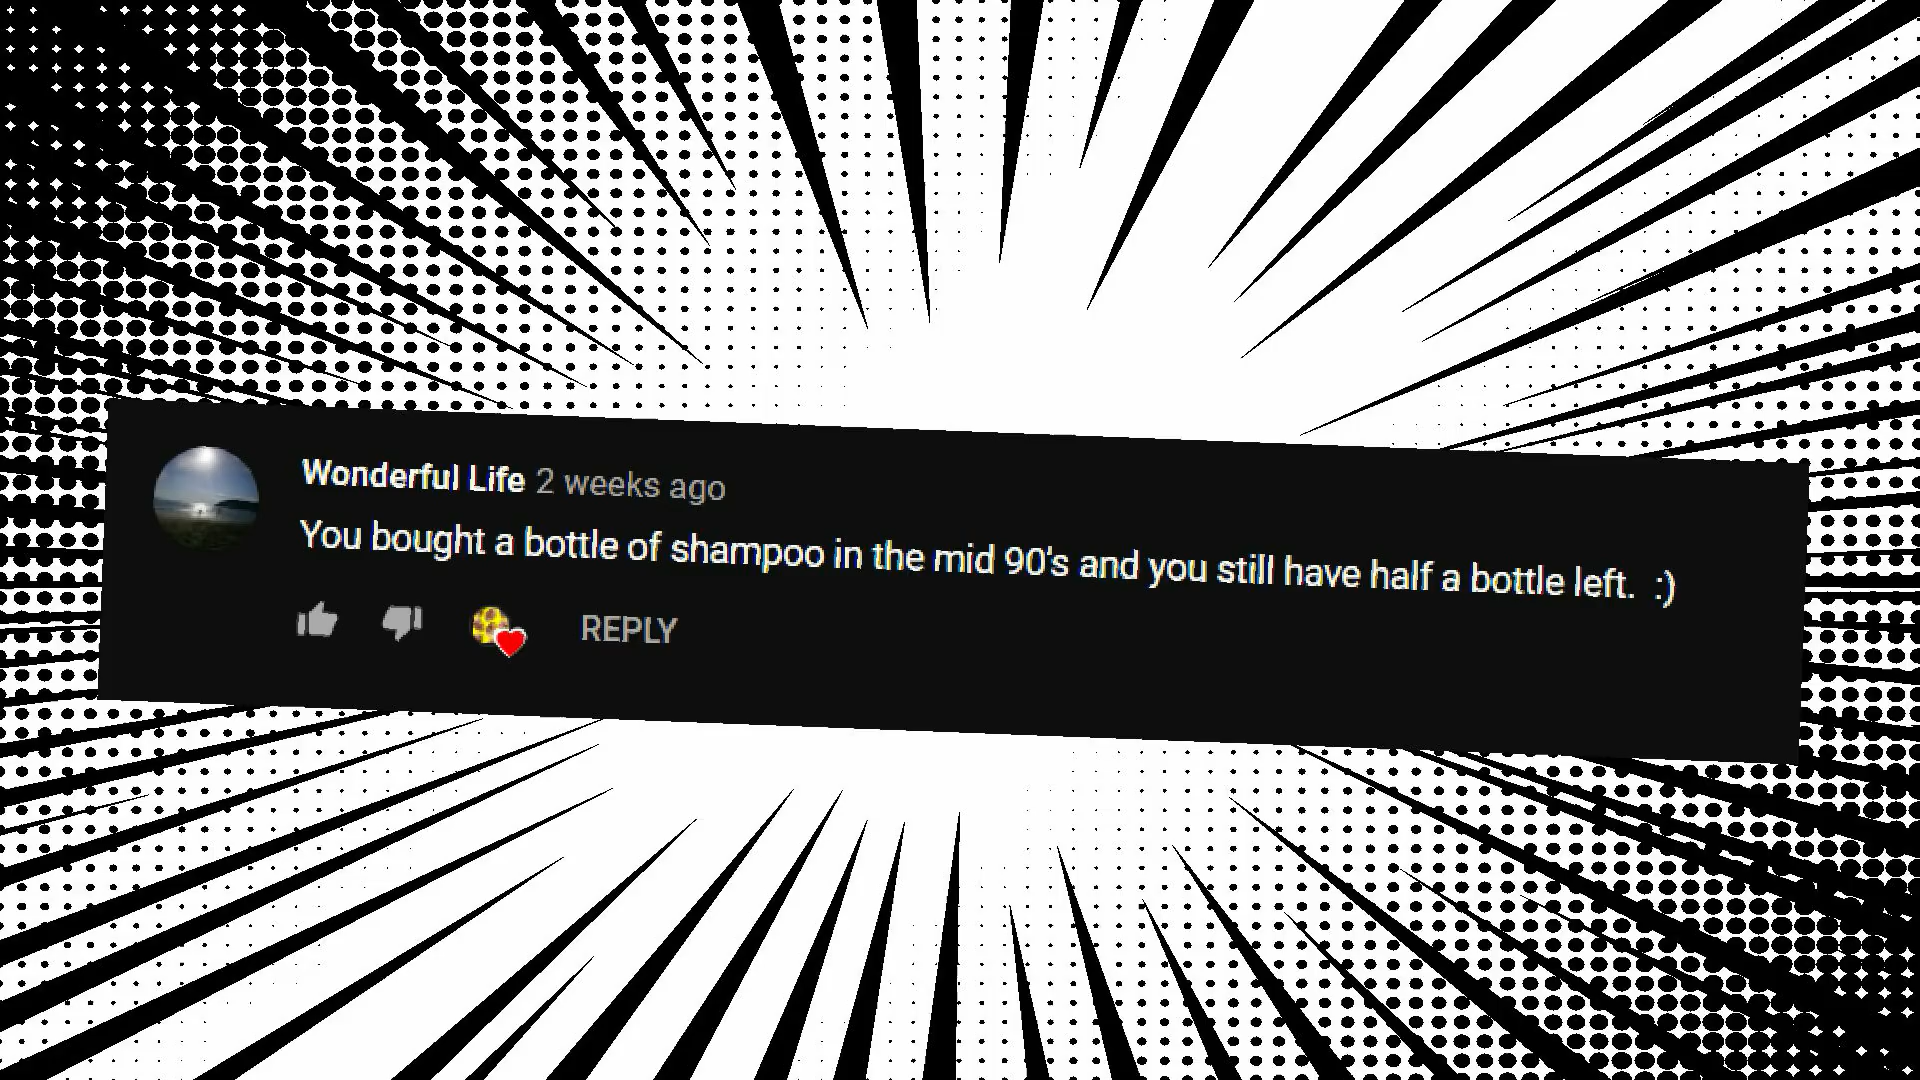 Wonderful Life 2 weeks ago
You bought a bottle of shampoo in the mid 90's and you still have half a bottle left.  :)
REPLY